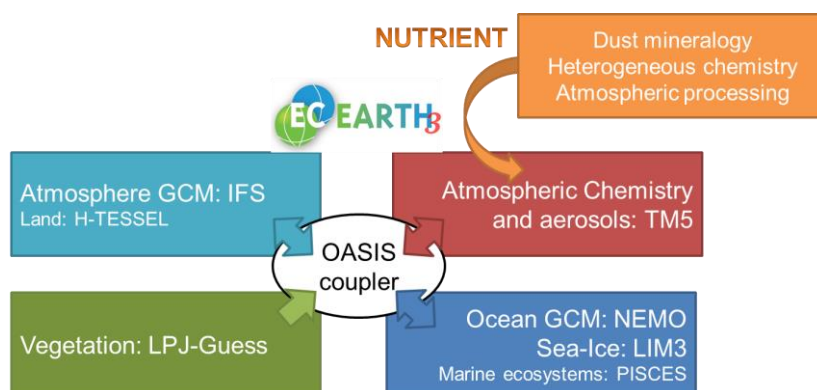 NUTRIENT
Dust mineralogy
Heterogeneous chemistry
Atmospheric processing
EC EARTH3
Atmosphere GCM: IFS
Land: H-TESSEL
Atmospheric Chemistry
and aerosols: TM5
OASIS
coupler
Vegetation: LPJ-Guess
Ocean GCM: NEMO
Sea-Ice: LIM3
Marine ecosystems: PISCES